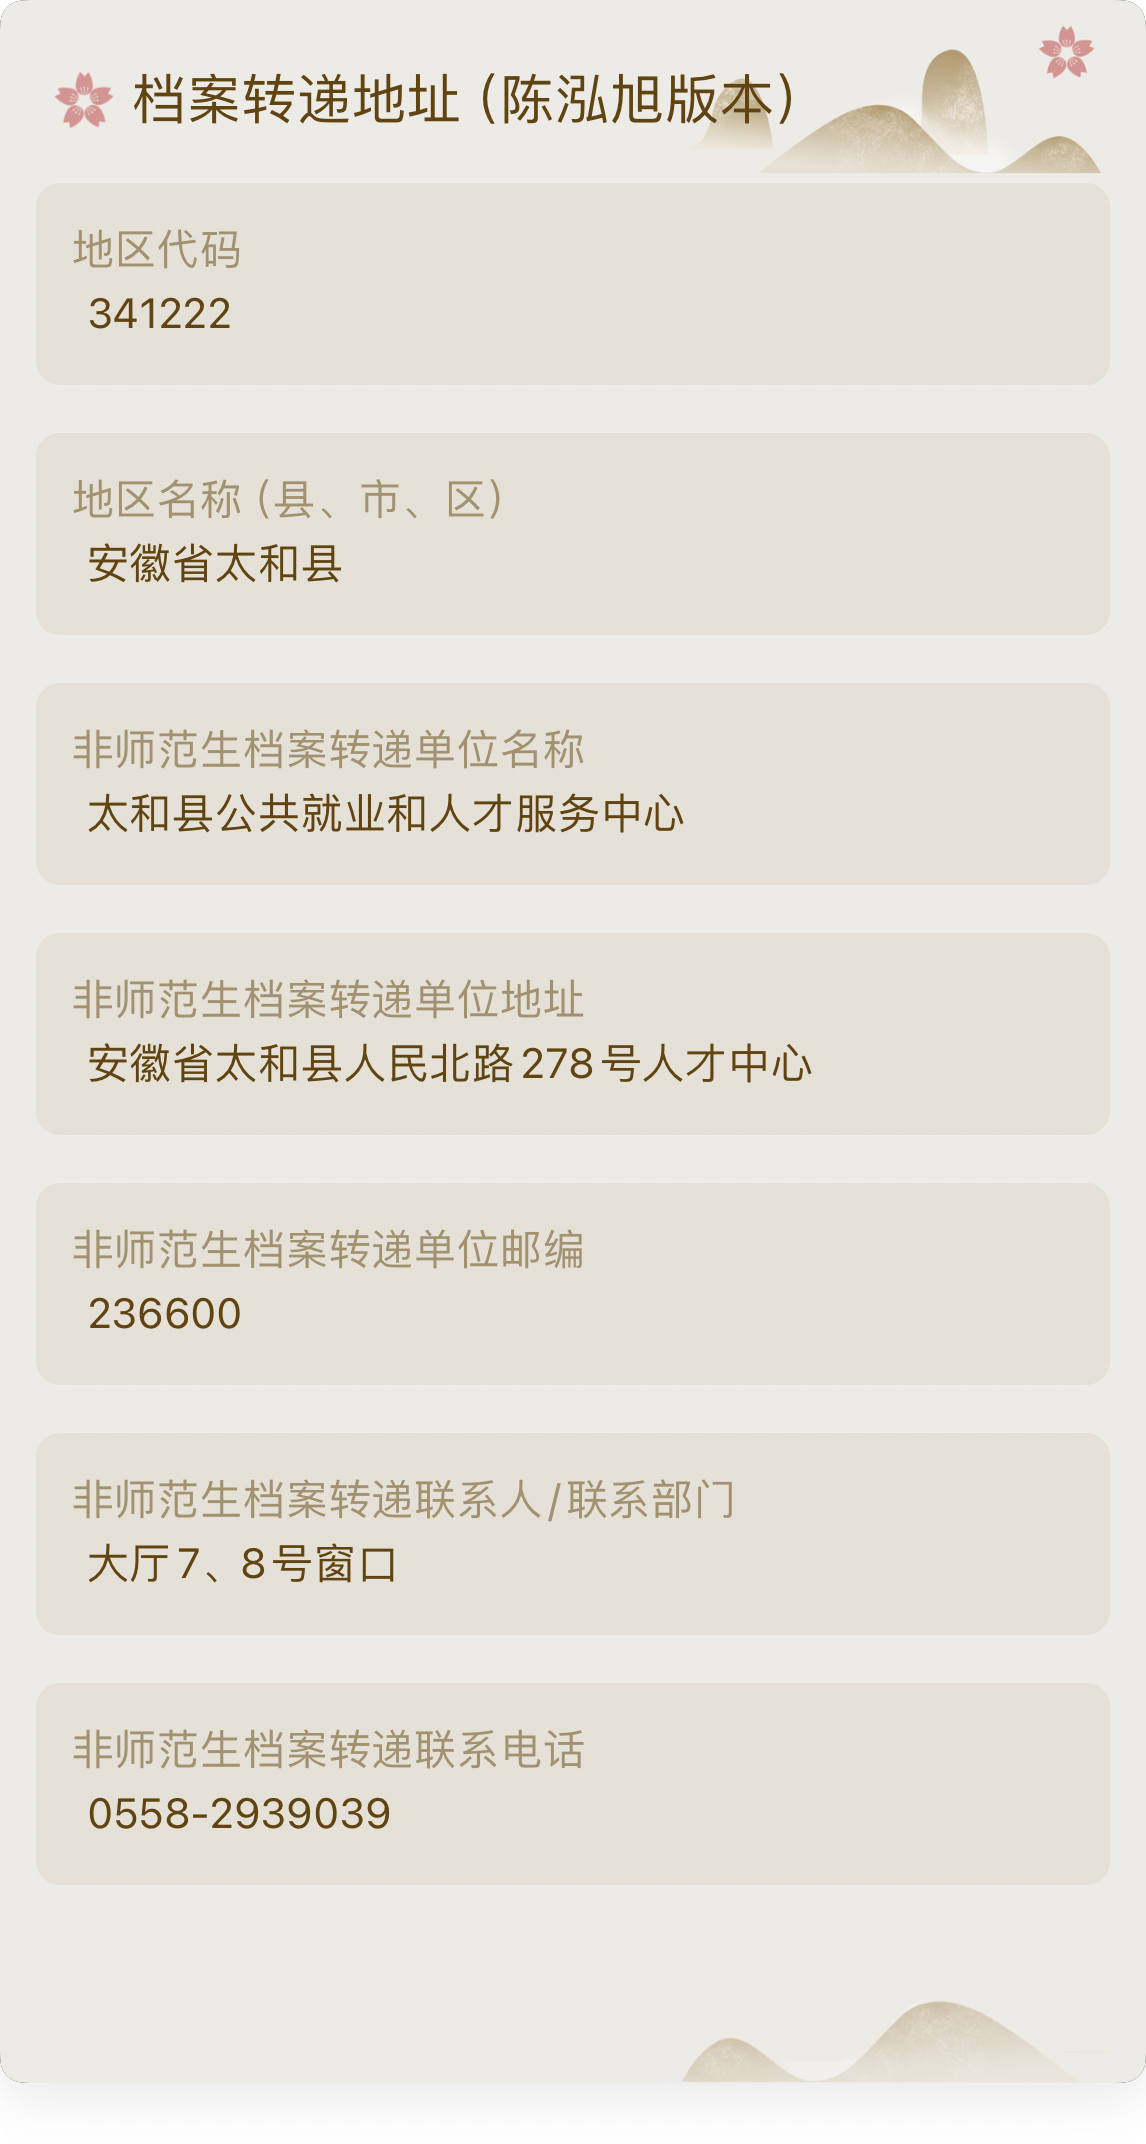 档案转递地址（陈泓旭版本）
地区代码
341222
地区名称（县、市、区）
安徽省太和县
非师范生档案转递单位名称
太和县公共就业和人才服务中心
非师范生档案转递单位地址
安徽省太和县人民北路278号人才中心
非师范生档案转递单位邮编
236600
非师范生档案转递联系人/联系部门
大厅7、8号窗口
非师范生档案转递联系电话
0558-2939039